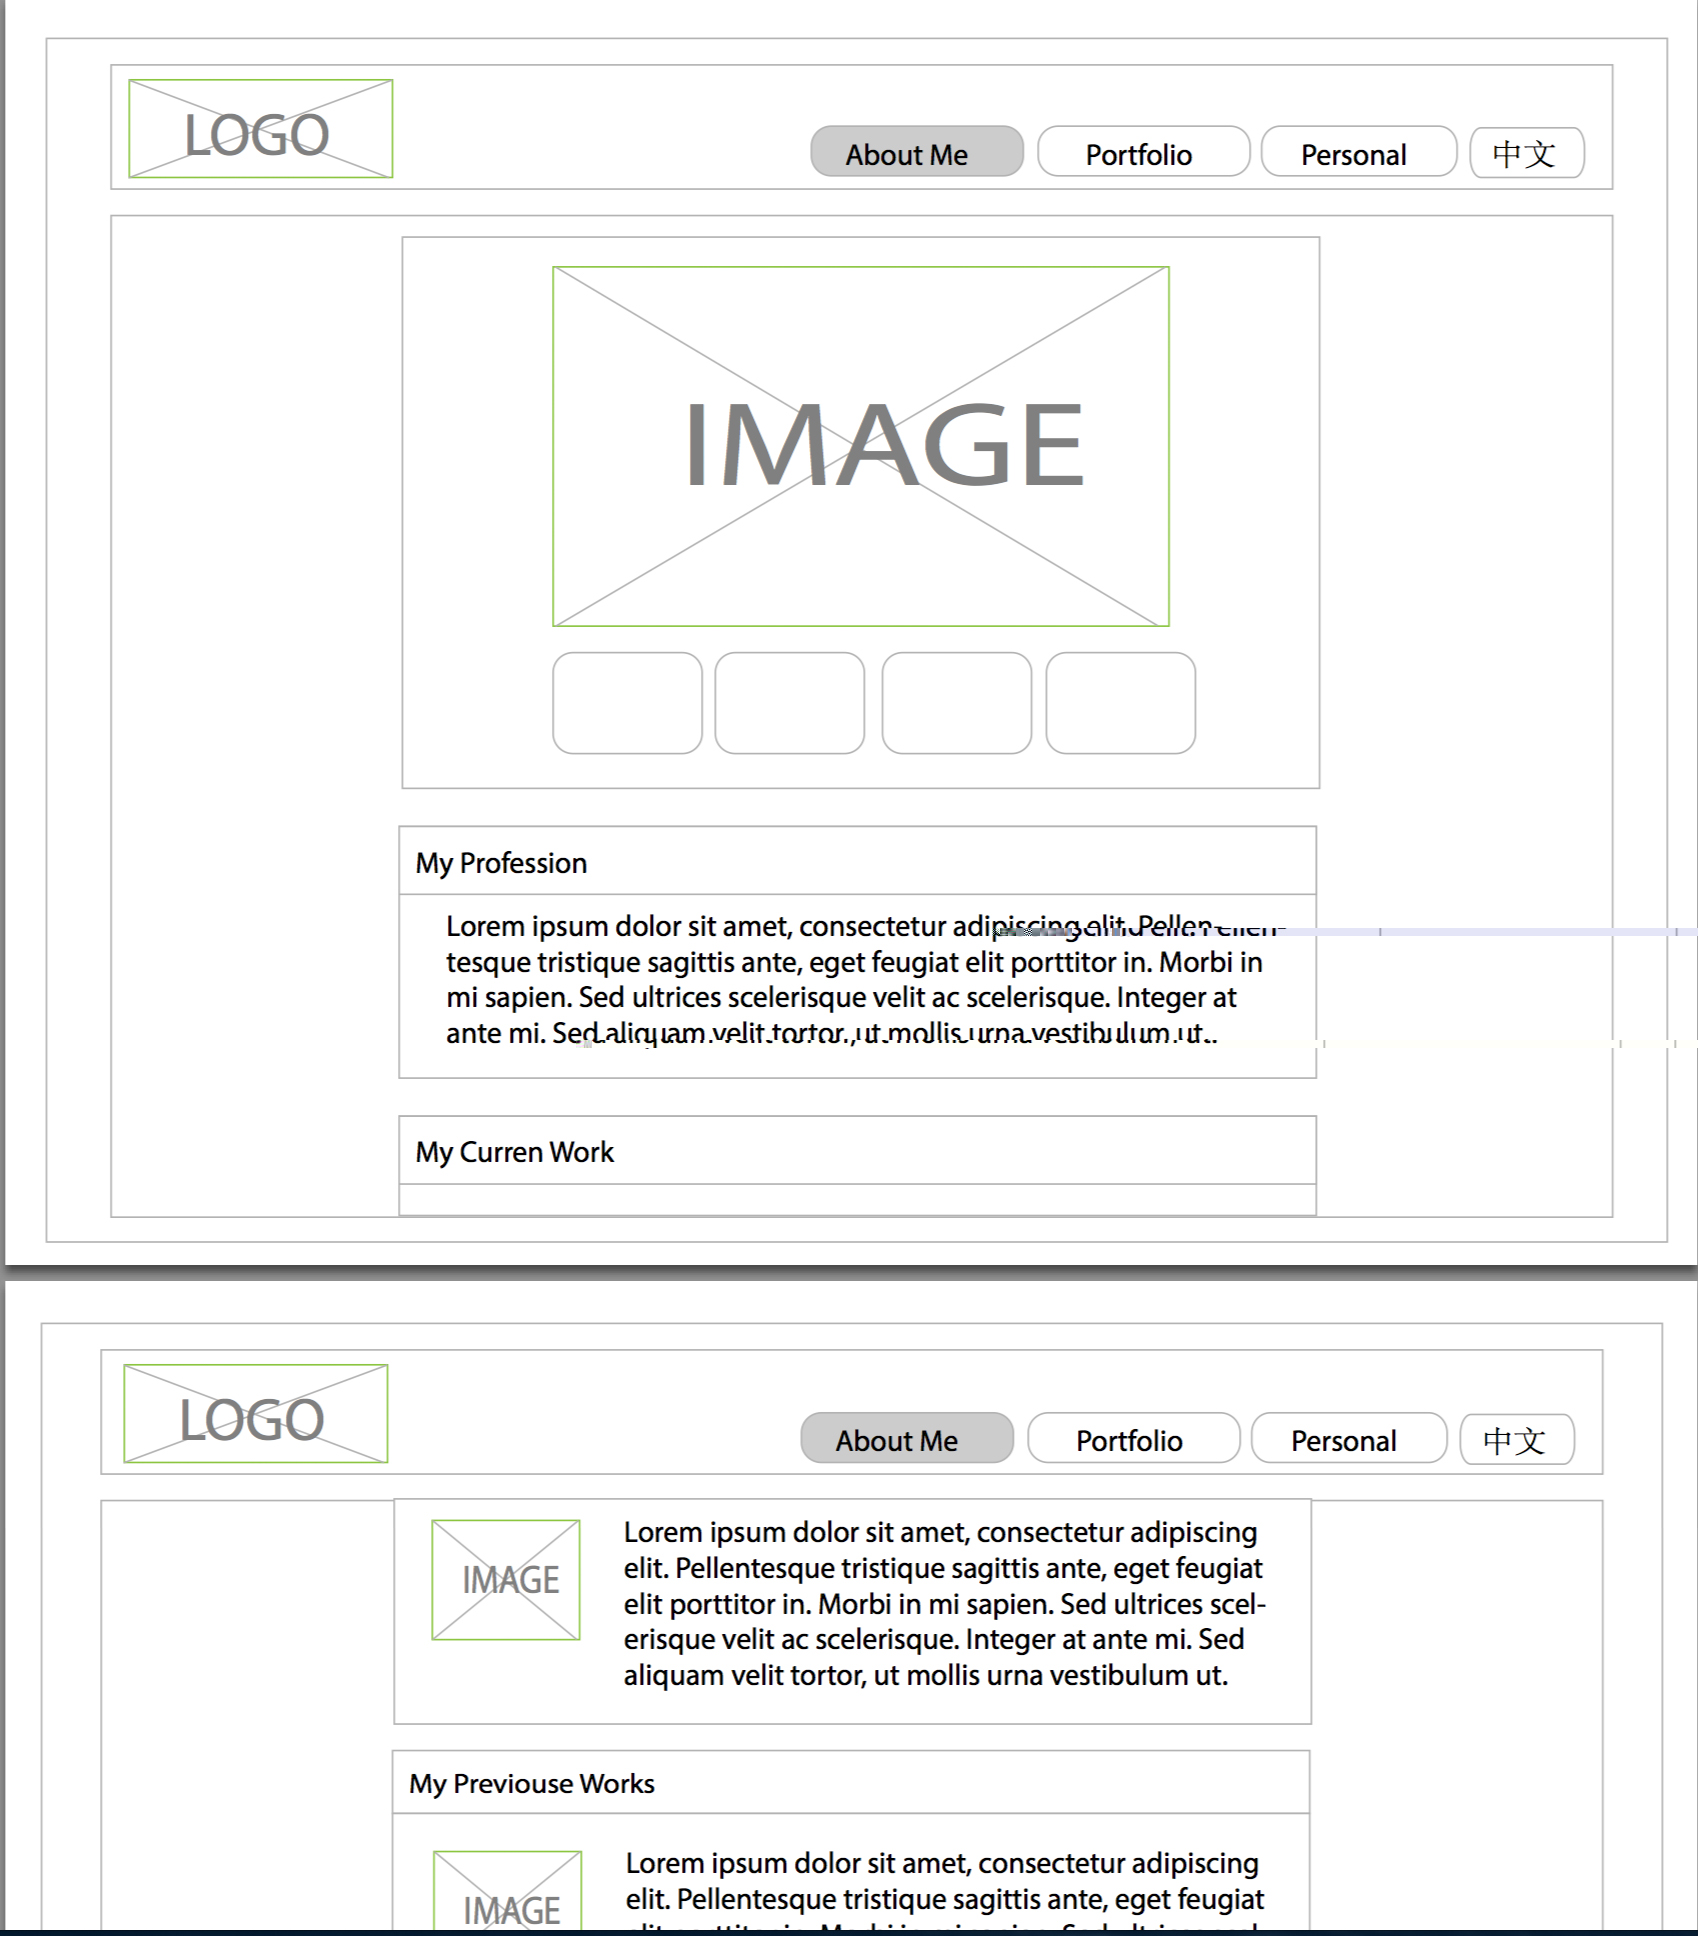 LOGO
About Me
Portfolio
Personal
中文
IMAGE
My Profession
Lorem ipsum dolor sit amet, consectetur adipiscing elit. Pellen-
tesque tristique sagittis ante, eget feugiat elit porttitor in. Morbi in
mi sapien. Sed ultrices scelerisque velit ac scelerisque. Integer at
ante mi. Sed aliquam velit tortor, ut mollis urna vestibulum ut.
My Curren Work
LOGO
About Me
Portfolio
Personal
中文
IMAGE
Lorem ipsum dolor sit amet, consectetur adipiscing
elit. Pellentesque tristique sagittis ante, eget feugiat
elit porttitor in. Morbi in mi sapien. Sed ultrices scel-
erisque velit ac scelerisque. Integer at ante mi. Sed
aliquam velit tortor, ut mollis urna vestibulum ut.
My Previouse Works
IMAGE
Lorem ipsum dolor sit amet, consectetur adipiscing
elit. Pellentesque tristique sagittis ante, eget feugiat